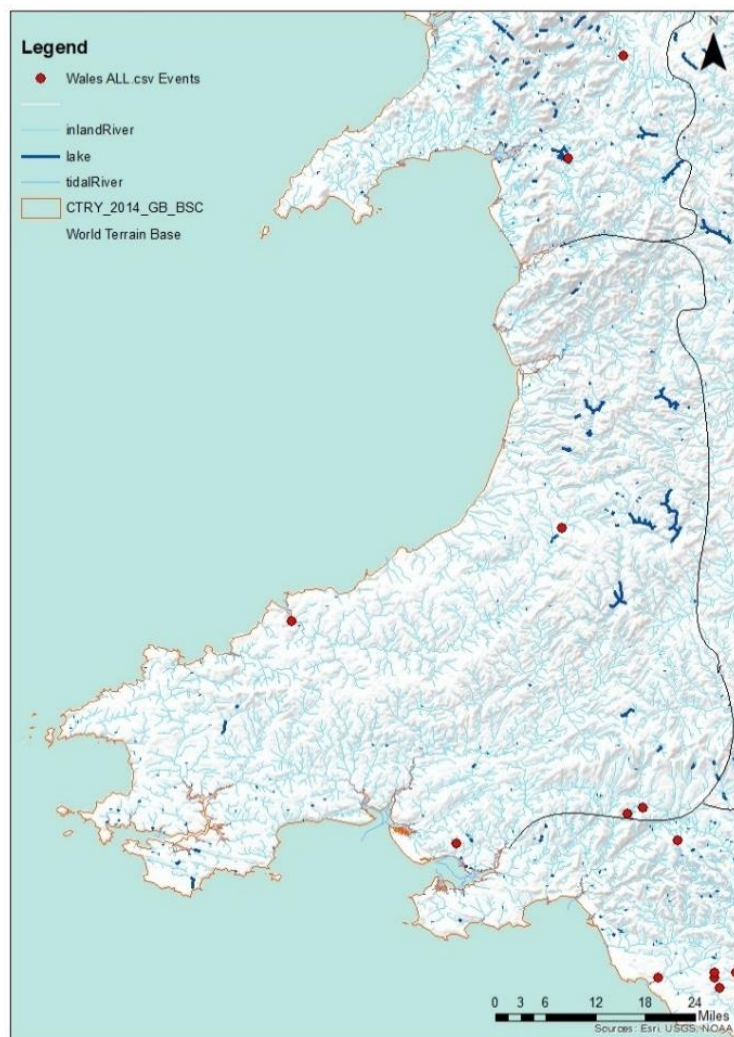 Legend
Wales ALL.csv Events
inlandRiver
lake
tidalRiver
CTRY_2014_GB_BSC
World Terrain Base
N
0 3 6 12 18 24
Miles
Sources: Esri, USGS, NOAA